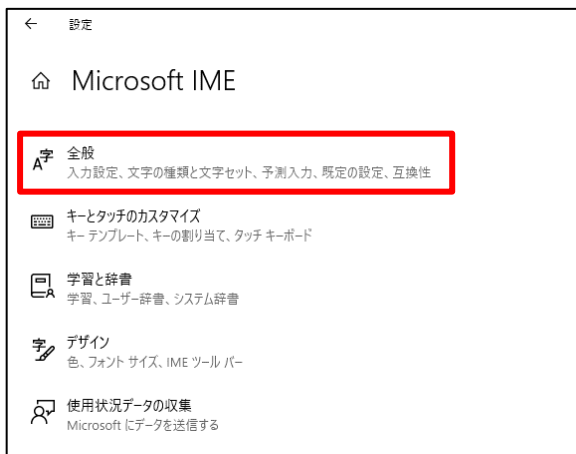 設定
Microsoft IME
全般
入力設定、文字の種類と文字セット、予測入力、既定の設定、互換性
キーとタッチのカスタマイズ
キー テンプレート、キーの割り当て、タッチ キーボード
学習と辞書
学習、ユーザー辞書、システム辞書
デザイン
色、フォント サイズ、IME ツール バー
使用状況データの収集
Microsoft にデータを送信する